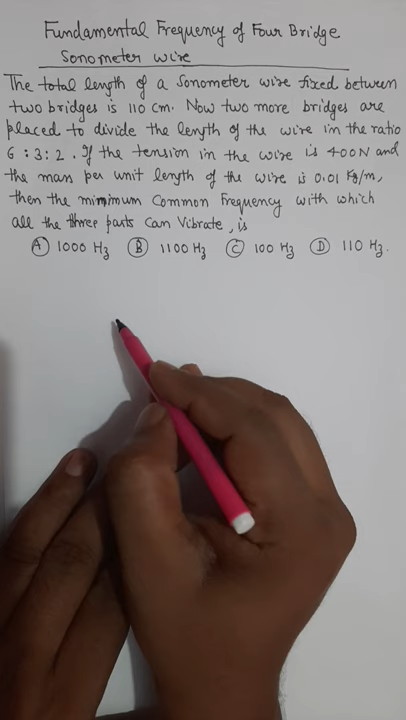 Fundamental Frequency of Four Bridge
Sonometer wire
The total length of a Sonometer wire fixed between
two bridges is 110 cm. Now two more bridges are
placed to divide the length of the wire in the ratio
6 : 3 : 2. If the tension in the wire is 400N and
the mass per unit length of the wire is 0.01 Kg/m,
then the minimum Common Frequency with which
all the three parts Can Vibrate, is
(A) 1000 Hz (B) 1100 Hz (C) 100 Hz (D) 110 Hz.